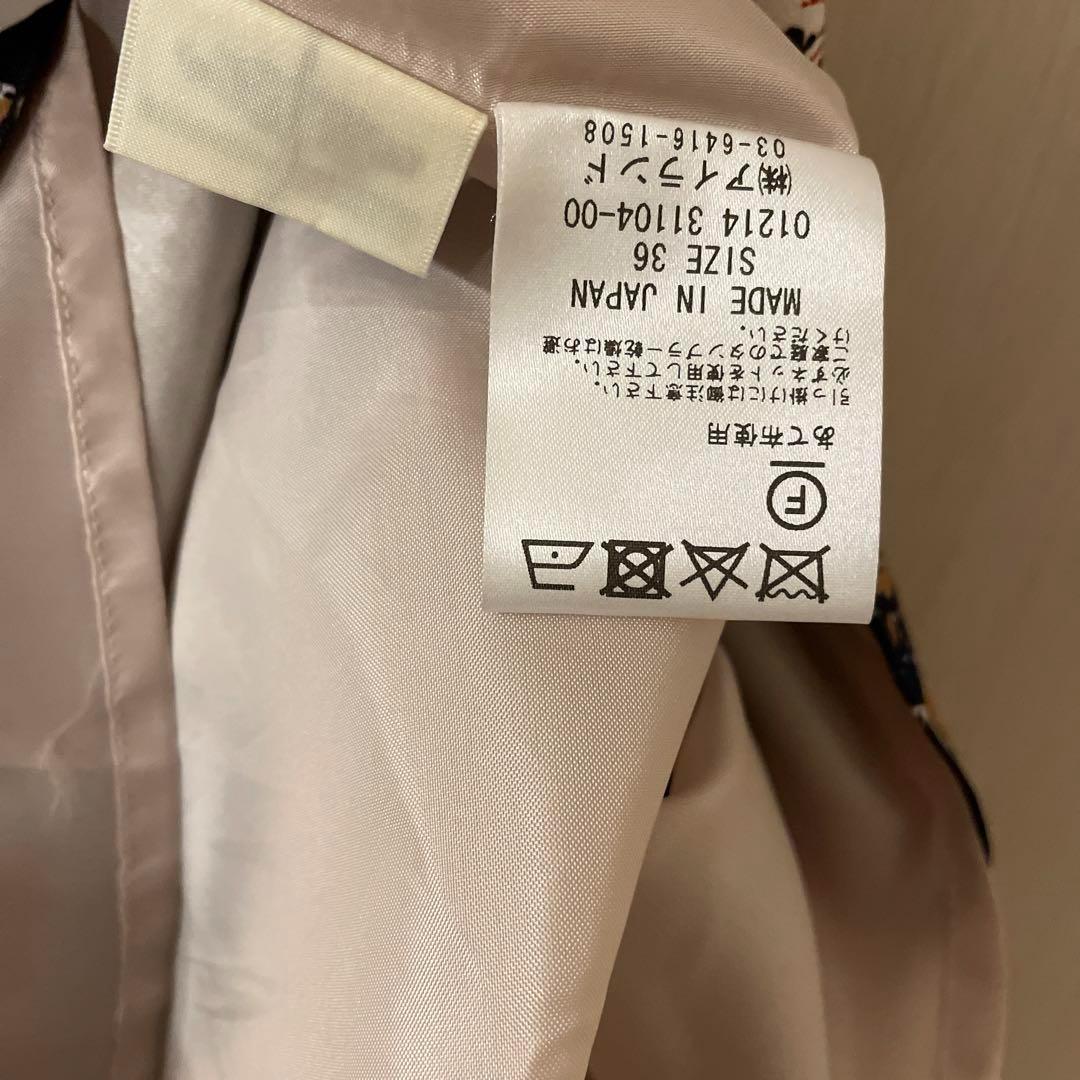 F
あて布使用
引っ掛けには御注意下さい。
必ずネットを使用して下さい。
ご家庭でのタンブラー乾燥はお避
けください。
MADE IN JAPAN
SIZE 36
01214 31104-00
㈱アイランド
03-6416-1508